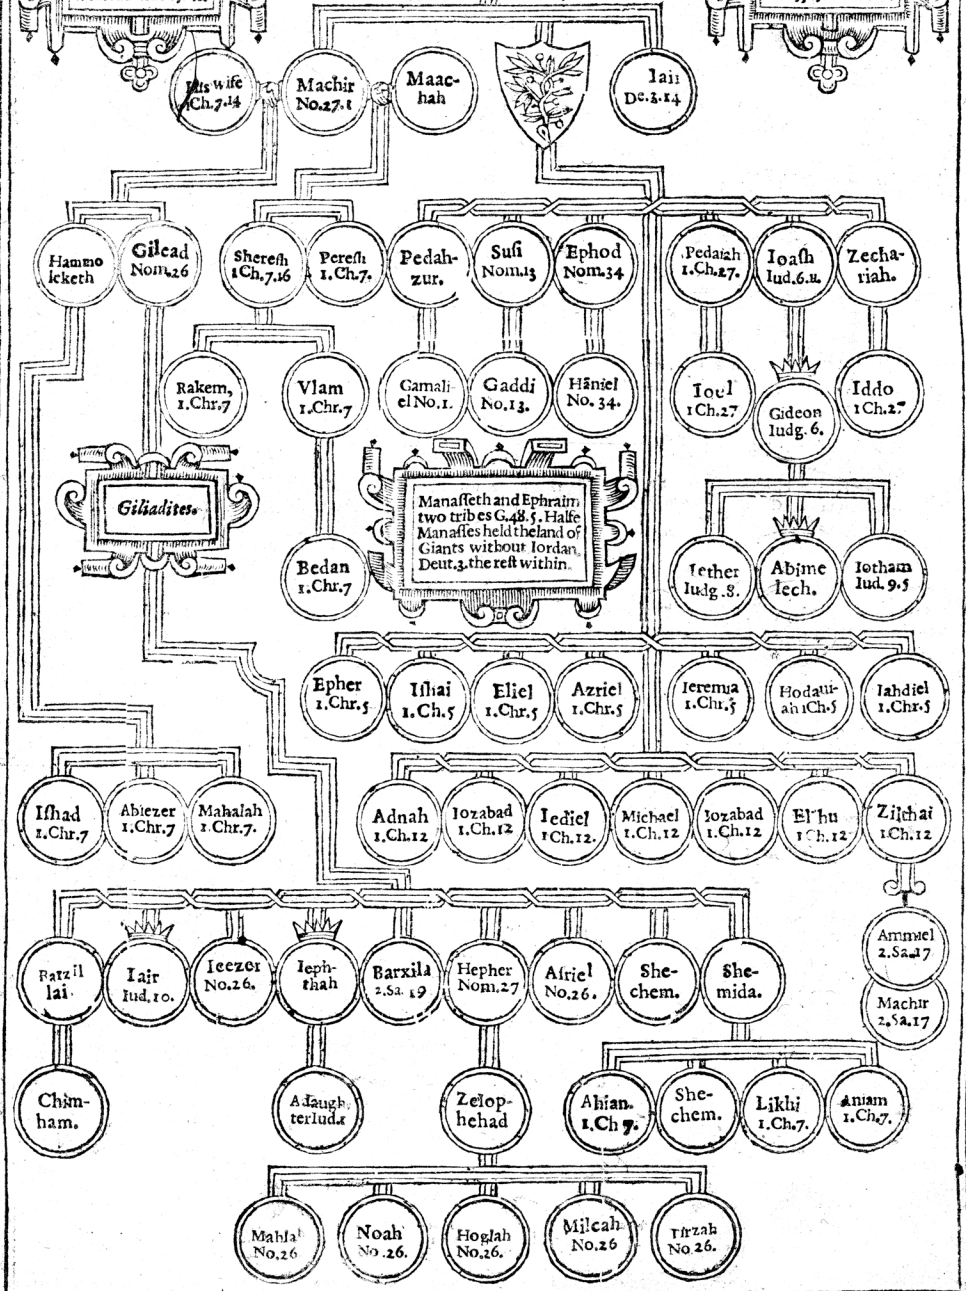 His wife
1Ch.7.14
Machir
No.27.1
Maac-
hah
Iair
De.3.14
Hammo
lcketh
Gilead
Nom.26
Sheresh
1Ch.7.16
Peresh
1.Ch.7.
Pedah-
zur.
Susi
Nom.13
Ephod
Nom.34
Pedaiah
1.Ch.27.
Ioash
Iud.6.11.
Zecha-
riah.
Rakem,
1.Chr.7
Vlam
1.Chr.7
Gamali-
el No.1.
Gaddi
No.13.
Hāniel
No.34.
Ioel
1Ch.27
Gideon
Iudg.6.
Iddo
1Ch.27
Giliadites.
Manasseth and Ephraim
two tribes G.48.5. Halfe
Manasses held the land of
Giants without Iordan,
Deut.3. the rest within.
Bedan
1.Chr.7
Iether
Iudg.8.
Abime
lech.
Iotham
Iud.9.5
Epher
1.Chr.5
Ishai
1.Ch.5
Eliel
1.Chr.5
Azriel
1.Chr.5
Ieremia
1.Chr.5
Hodaui-
ah 1Ch.5
Iahdiel
1.Chr.5
Ishad
1.Chr.7
Abiezer
1.Chr.7
Mahalah
1.Chr.7.
Adnah
1.Ch.12
Iozabad
1.Ch.12
Iediel
1Ch.12.
Michael
1.Ch.12
Iozabad
1.Ch.12
Elihu
1Ch.12
Zilthai
1.Ch.12
Barzil
lai.
Iair
Iud.10.
Ieezer
No.26.
Ieph-
thah
Barxila
2.Sa.19
Hepher
Nom.27
Asriel
No.26.
She-
chem.
She-
mida.
Ammiel
2.Sa.17
Machir
2.Sa.17
Chim-
ham.
A daugh
ter Iud.1
Zelop-
hehad
Ahian.
1.Ch 7.
She-
chem.
Likhi
1.Ch.7.
Aniam
1.Ch.7.
Mahla
No.26
Noah
No.26.
Hoglah
No.26.
Milcah
No.26
Tirzah
No.26.